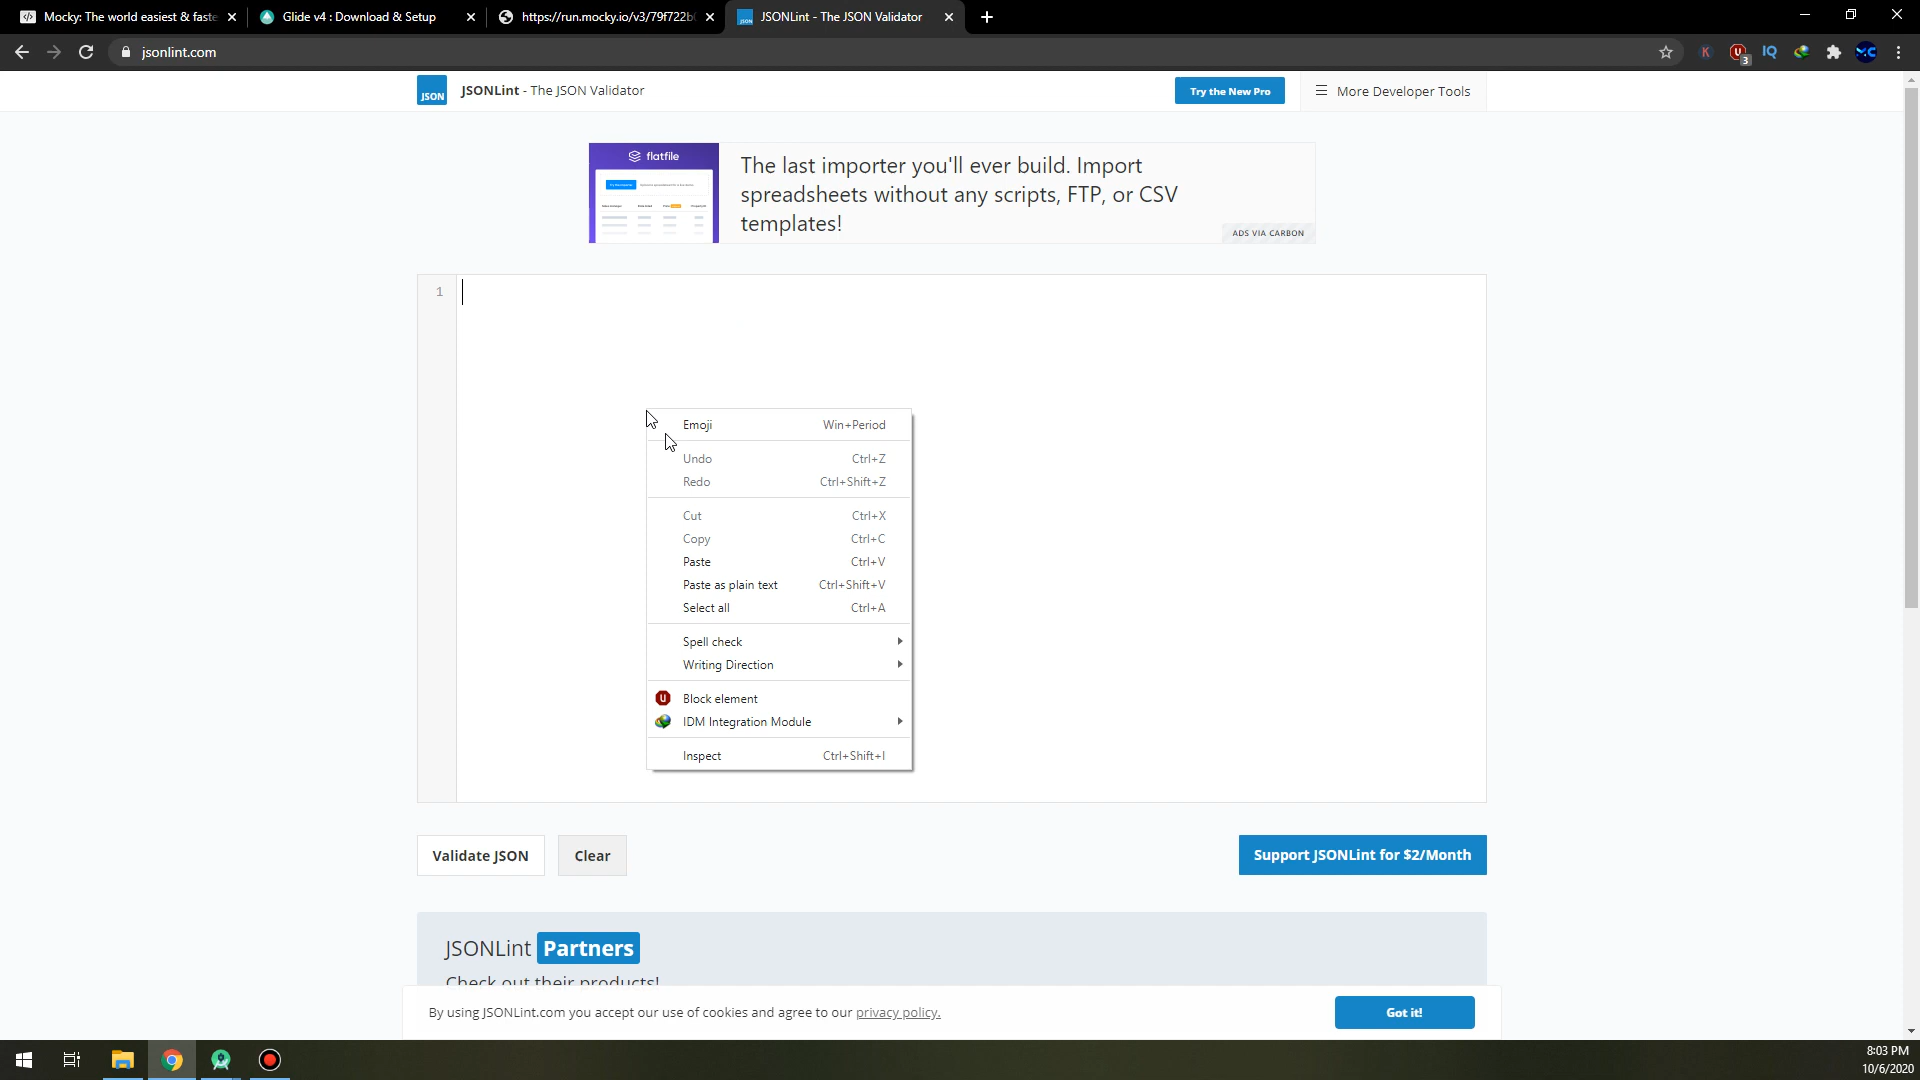 Mocky: The world easiest & faste
Glide v4 : Download & Setup
https://run.mocky.io/v3/79f722b
JSONLint - The JSON Validator
jsonlint.com
K
3
IQ
JSON
JSONLint - The JSON Validator
Try the New Pro
More Developer Tools
flatfile
The last importer you'll ever build. Import
spreadsheets without any scripts, FTP, or CSV
templates!
ADS VIA CARBON
1
Emoji Win+Period
Undo Ctrl+Z
Redo Ctrl+Shift+Z
Cut Ctrl+X
Copy Ctrl+C
Paste Ctrl+V
Paste as plain text Ctrl+Shift+V
Select all Ctrl+A
Spell check
Writing Direction
Block element
IDM Integration Module
Inspect Ctrl+Shift+I
Validate JSON
Clear
Support JSONLint for $2/Month
JSONLint Partners
Check out their products!
By using JSONLint.com you accept our use of cookies and agree to our privacy policy.
Got it!
8:03 PM
10/6/2020